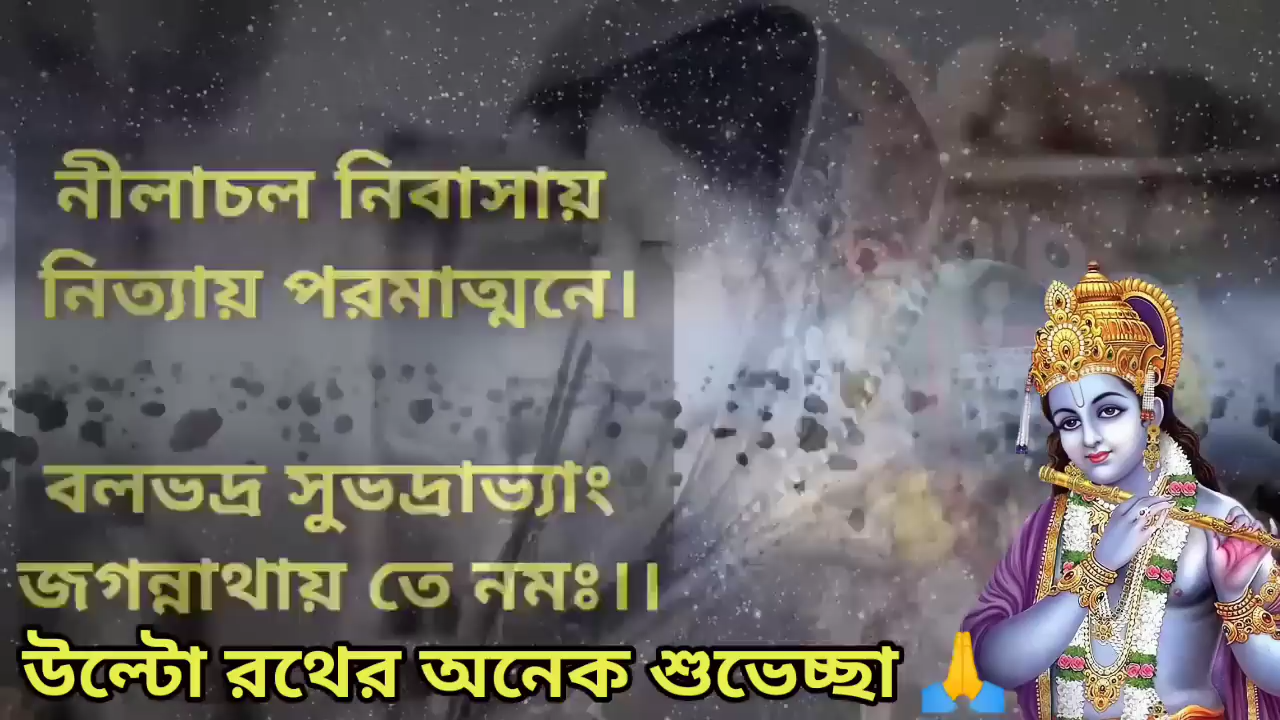 নীলাচল নিবাসায়
নিত্যায় পরমাত্মনে।
বলভদ্র সুভদ্রাভ্যাং
জগন্নাথায় তে নমঃ।।
উল্টো রথের অনেক শুভেচ্ছা 🙏